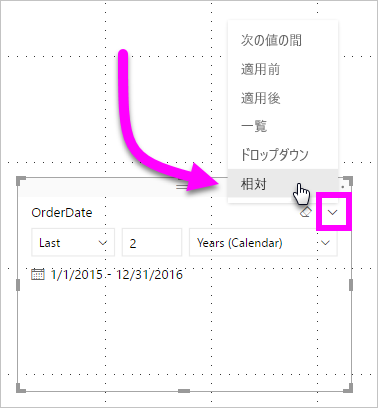 次の値の間
適用前
適用後
一覧
ドロップダウン
相対
OrderDate
Last 2 Years (Calendar)
1/1/2015 - 12/31/2016